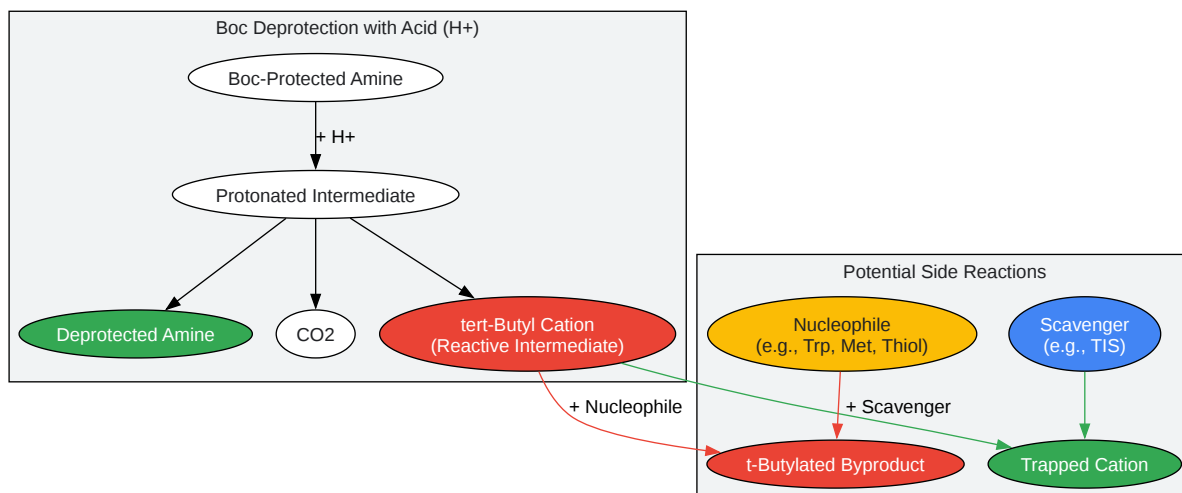 Boc Deprotection with Acid (H+)
Boc-Protected Amine
+ H+
Protonated Intermediate
Deprotected Amine
CO2
tert-Butyl Cation
(Reactive Intermediate)
Potential Side Reactions
Nucleophile
(e.g., Trp, Met, Thiol)
Scavenger
(e.g., TIS)
+ Nucleophile
+ Scavenger
t-Butylated Byproduct
Trapped Cation